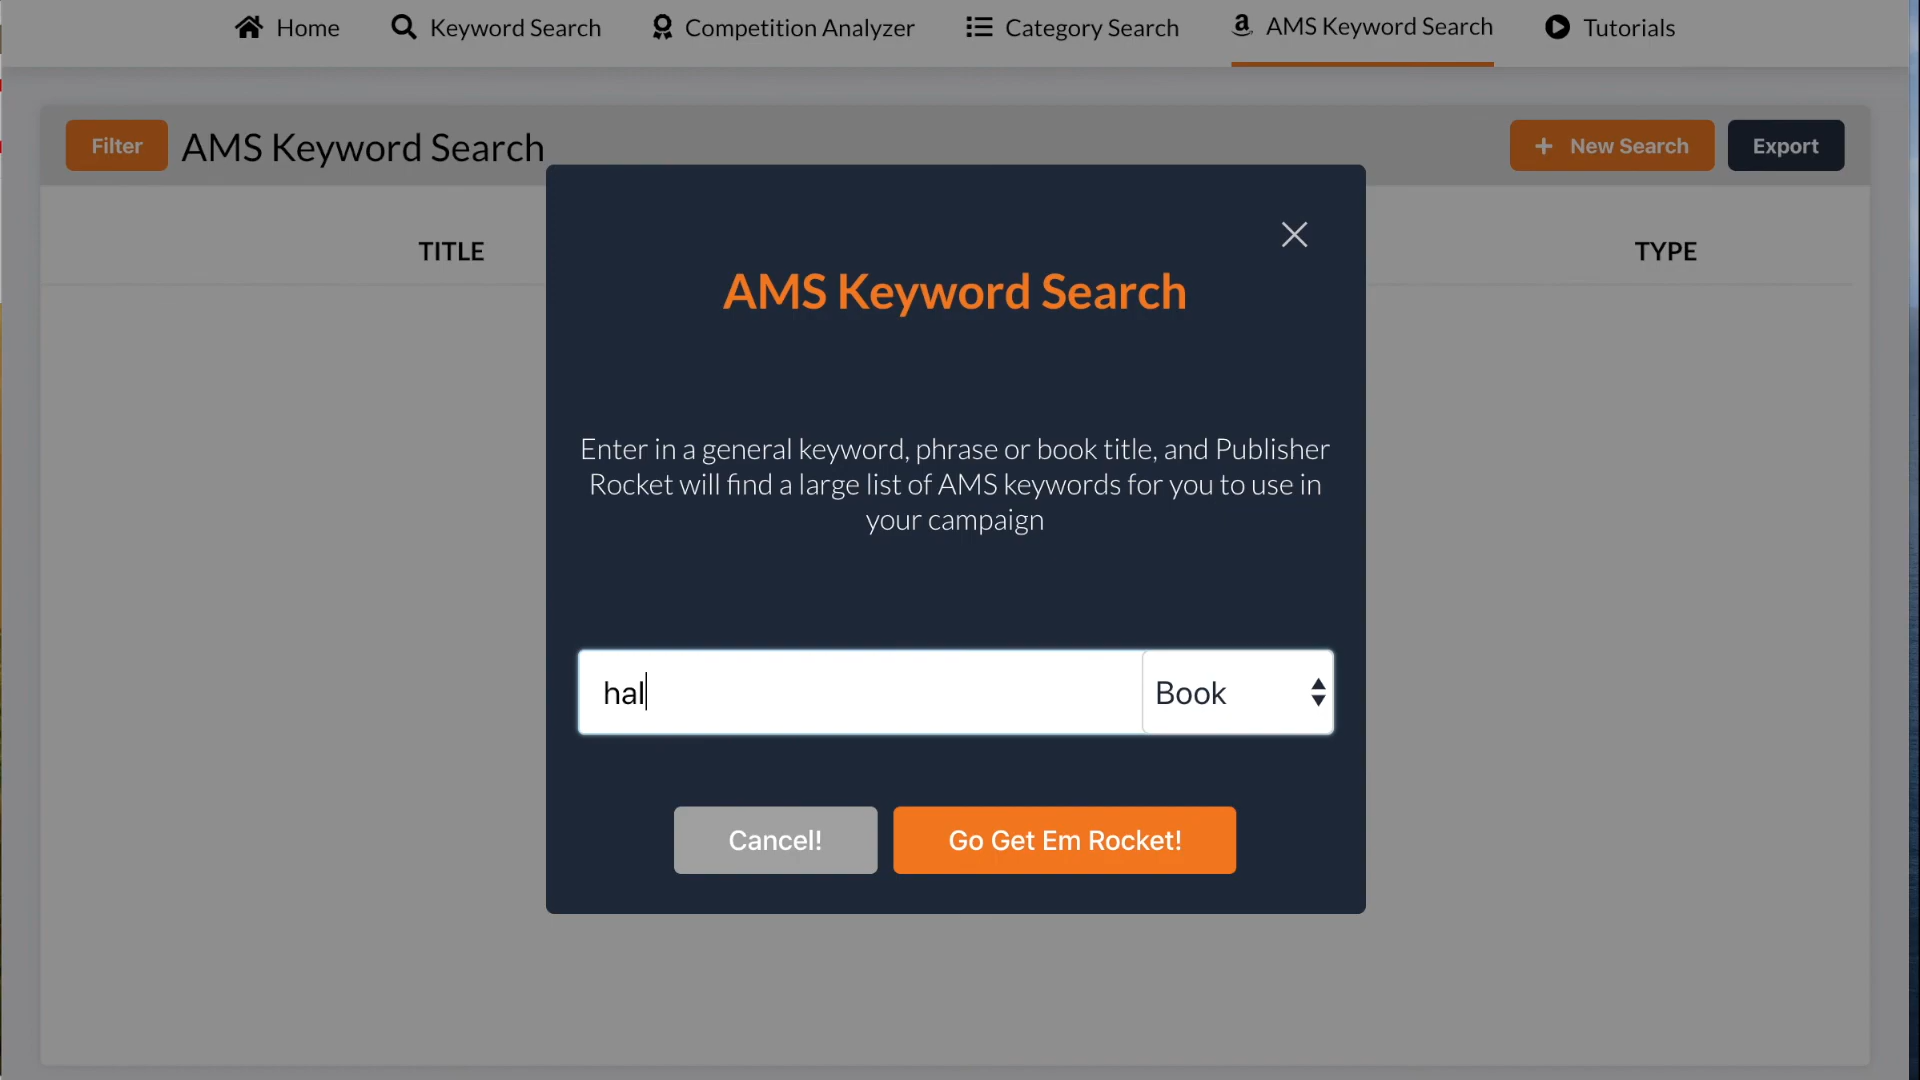 Home
Keyword Search
Competition Analyzer
Category Search
AMS Keyword Search
Tutorials
Filter
AMS Keyword Search
+ New Search
Export
TITLE
TYPE
AMS Keyword Search
Enter in a general keyword, phrase or book title, and Publisher
Rocket will find a large list of AMS keywords for you to use in
your campaign
hal
Book
Cancel!
Go Get Em Rocket!